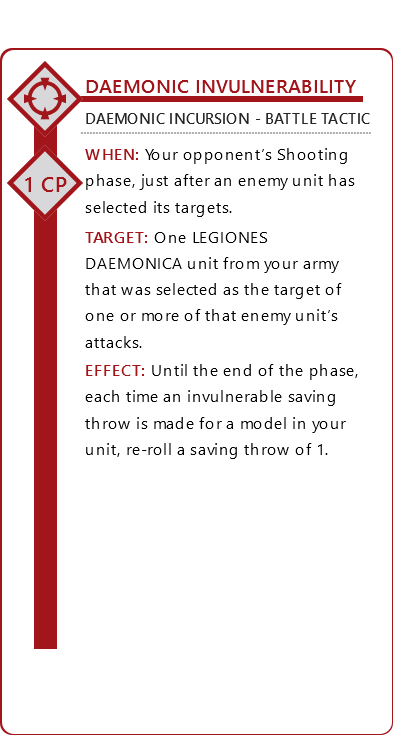 DAEMONIC INVULNERABILITY
DAEMONIC INCURSION - BATTLE TACTIC
1 CP
WHEN: Your opponent's Shooting
phase, just after an enemy unit has
selected its targets.
TARGET: One LEGIONES
DAEMONICA unit from your army
that was selected as the target of
one or more of that enemy unit's
attacks.
EFFECT: Until the end of the phase,
each time an invulnerable saving
throw is made for a model in your
unit, re-roll a saving throw of 1.